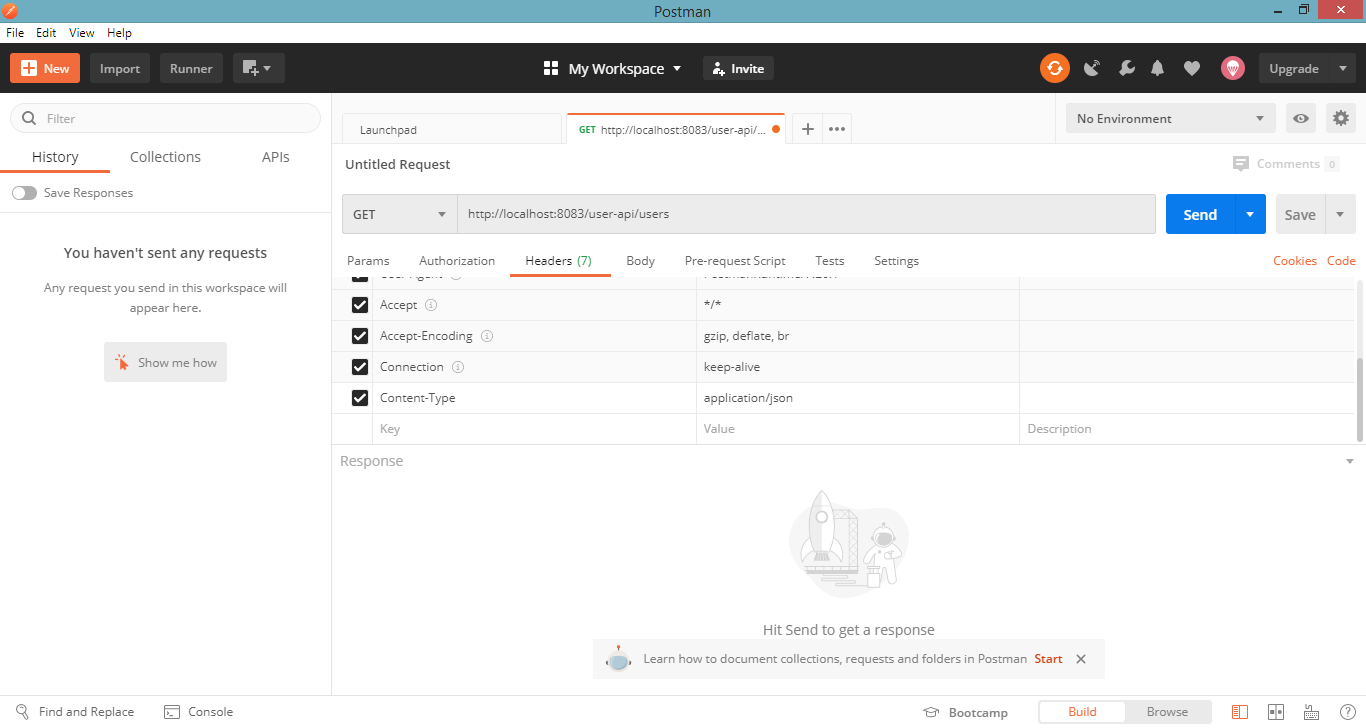 Postman
File Edit View Help
New Import Runner My Workspace Invite Upgrade
Filter
Launchpad GET http://localhost:8083/user-api/... No Environment
History Collections APIs
Untitled Request Comments 0
Save Responses
GET http://localhost:8083/user-api/users Send Save
You haven't sent any requests
Any request you send in this workspace will
appear here.
Show me how
Params Authorization Headers (7) Body Pre-request Script Tests Settings Cookies Code
Accept */*
Accept-Encoding gzip, deflate, br
Connection keep-alive
Content-Type application/json
Key Value Description
Response
Hit Send to get a response
Learn how to document collections, requests and folders in Postman Start
Find and Replace Console Bootcamp Build Browse